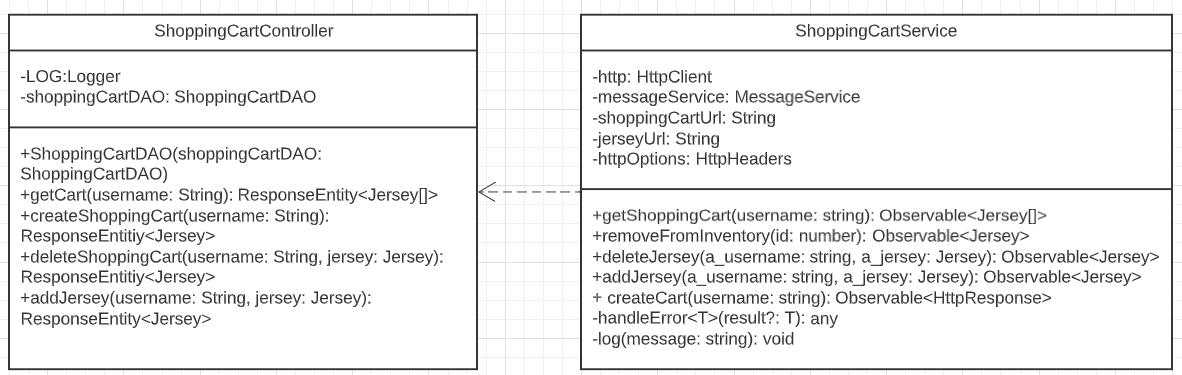 ShoppingCartController
-LOG:Logger
-shoppingCartDAO: ShoppingCartDAO
+ShoppingCartDAO(shoppingCartDAO:
ShoppingCartDAO)
+getCart(username: String): ResponseEntity<Jersey[]>
+createShoppingCart(username: String):
ResponseEntitiy<Jersey>
+deleteShoppingCart(username: String, jersey: Jersey):
ResponseEntity<Jersey>
+addJersey(username: String, jersey: Jersey):
ResponseEntity<Jersey>
ShoppingCartService
-http: HttpClient
-messageService: MessageService
-shoppingCartUrl: String
-jerseyUrl: String
-httpOptions: HttpHeaders
+getShoppingCart(username: string): Observable<Jersey[]>
+removeFromInventory(id: number): Observable<Jersey>
+deleteJersey(a_username: string, a_jersey: Jersey): Observable<Jersey>
+addJersey(a_username: string, a_jersey: Jersey): Observable<Jersey>
+ createCart(username: string): Observable<HttpResponse>
-handleError<T>(result?: T): any
-log(message: string): void